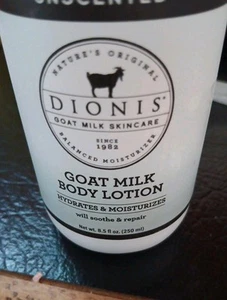 UNSCENTED
NATURE'S ORIGINAL
DIONIS®
GOAT MILK SKINCARE
SINCE
1982
BALANCED MOISTURIZER
GOAT MILK
BODY LOTION
HYDRATES & MOISTURIZES
will soothe & repair
Net wt. 8.5 fl oz. (250 ml)